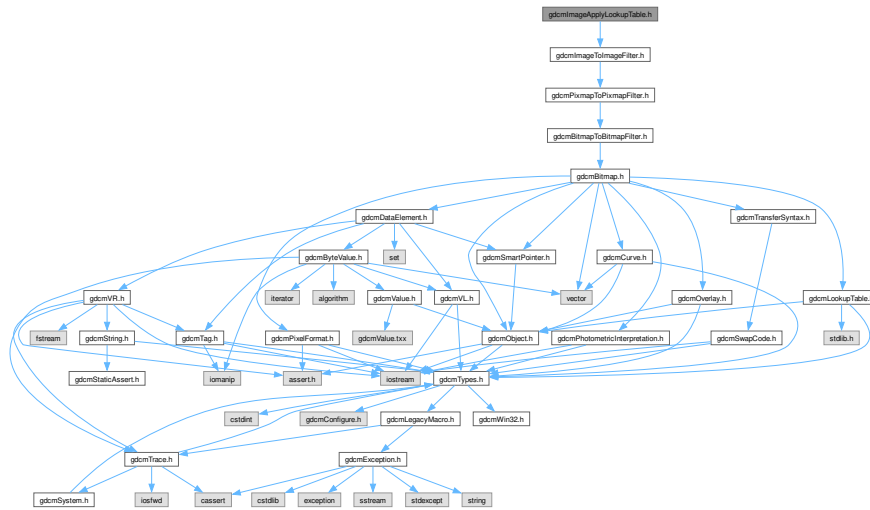 gdcmImageApplyLookupTable.h
gdcmImageToImageFilter.h
gdcmPixmapToPixmapFilter.h
gdcmBitmapToBitmapFilter.h
gdcmBitmap.h
gdcmDataElement.h
gdcmTransferSyntax.h
gdcmByteValue.h
set
gdcmSmartPointer.h
gdcmCurve.h
gdcmVR.h
iterator
algorithm
gdcmValue.h
gdcmVL.h
vector
gdcmOverlay.h
gdcmLookupTable.h
fstream
gdcmString.h
gdcmTag.h
gdcmPixelFormat.h
gdcmValue.txx
gdcmObject.h
gdcmPhotometricInterpretation.h
gdcmSwapCode.h
stdlib.h
gdcmStaticAssert.h
iomanip
assert.h
iostream
gdcmTypes.h
cstdint
gdcmConfigure.h
gdcmLegacyMacro.h
gdcmWin32.h
gdcmTrace.h
gdcmException.h
gdcmSystem.h
iosfwd
cassert
cstdlib
exception
sstream
stdexcept
string